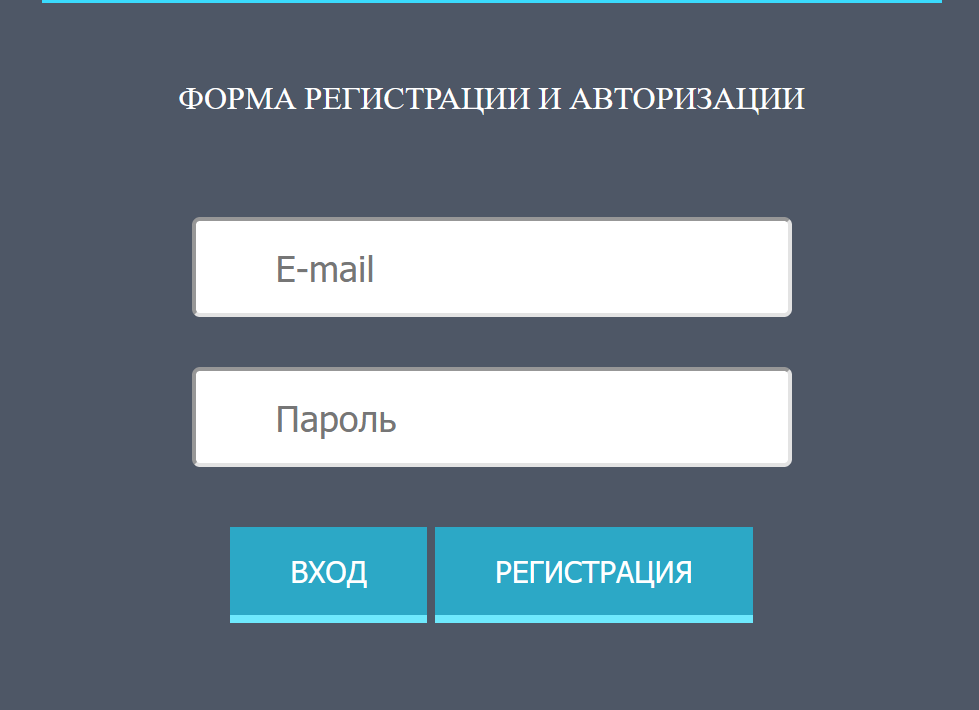 ФОРМА РЕГИСТРАЦИИ И АВТОРИЗАЦИИ
E-mail
Пароль
ВХОД РЕГИСТРАЦИЯ